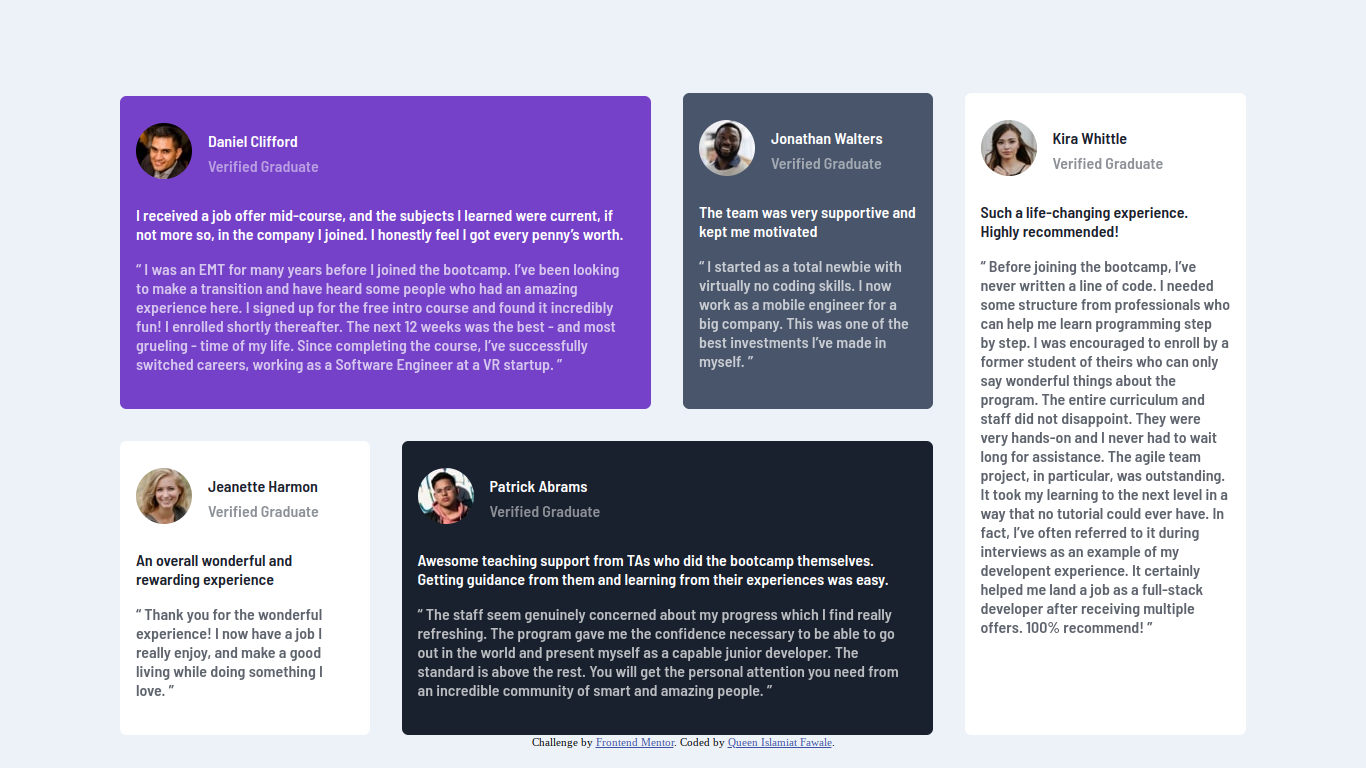 Daniel Clifford
Verified Graduate
I received a job offer mid-course, and the subjects I learned were current, if
not more so, in the company I joined. I honestly feel I got every penny’s worth.
“ I was an EMT for many years before I joined the bootcamp. I’ve been looking
to make a transition and have heard some people who had an amazing
experience here. I signed up for the free intro course and found it incredibly
fun! I enrolled shortly thereafter. The next 12 weeks was the best - and most
grueling - time of my life. Since completing the course, I’ve successfully
switched careers, working as a Software Engineer at a VR startup. ”
Jonathan Walters
Verified Graduate
The team was very supportive and
kept me motivated
“ I started as a total newbie with
virtually no coding skills. I now
work as a mobile engineer for a
big company. This was one of the
best investments I’ve made in
myself. ”
Kira Whittle
Verified Graduate
Such a life-changing experience.
Highly recommended!
“ Before joining the bootcamp, I’ve
never written a line of code. I needed
some structure from professionals who
can help me learn programming step
by step. I was encouraged to enroll by a
former student of theirs who can only
say wonderful things about the
program. The entire curriculum and
staff did not disappoint. They were
very hands-on and I never had to wait
long for assistance. The agile team
project, in particular, was outstanding.
It took my learning to the next level in a
way that no tutorial could ever have. In
fact, I’ve often referred to it during
interviews as an example of my
developent experience. It certainly
helped me land a job as a full-stack
developer after receiving multiple
offers. 100% recommend! ”
Jeanette Harmon
Verified Graduate
An overall wonderful and
rewarding experience
“ Thank you for the wonderful
experience! I now have a job I
really enjoy, and make a good
living while doing something I
love. ”
Patrick Abrams
Verified Graduate
Awesome teaching support from TAs who did the bootcamp themselves.
Getting guidance from them and learning from their experiences was easy.
“ The staff seem genuinely concerned about my progress which I find really
refreshing. The program gave me the confidence necessary to be able to go
out in the world and present myself as a capable junior developer. The
standard is above the rest. You will get the personal attention you need from
an incredible community of smart and amazing people. ”
Challenge by Frontend Mentor. Coded by Queen Islamiat Fawale.